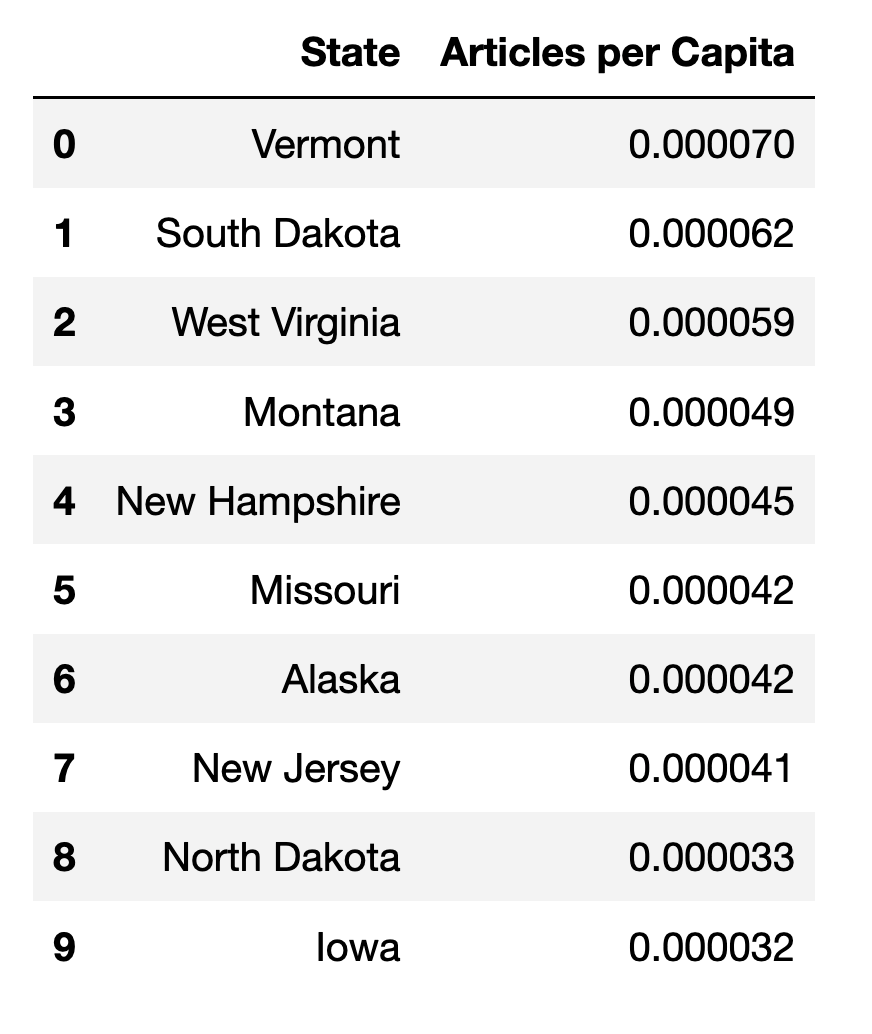 State Articles per Capita
0 Vermont 0.000070
1 South Dakota 0.000062
2 West Virginia 0.000059
3 Montana 0.000049
4 New Hampshire 0.000045
5 Missouri 0.000042
6 Alaska 0.000042
7 New Jersey 0.000041
8 North Dakota 0.000033
9 Iowa 0.000032